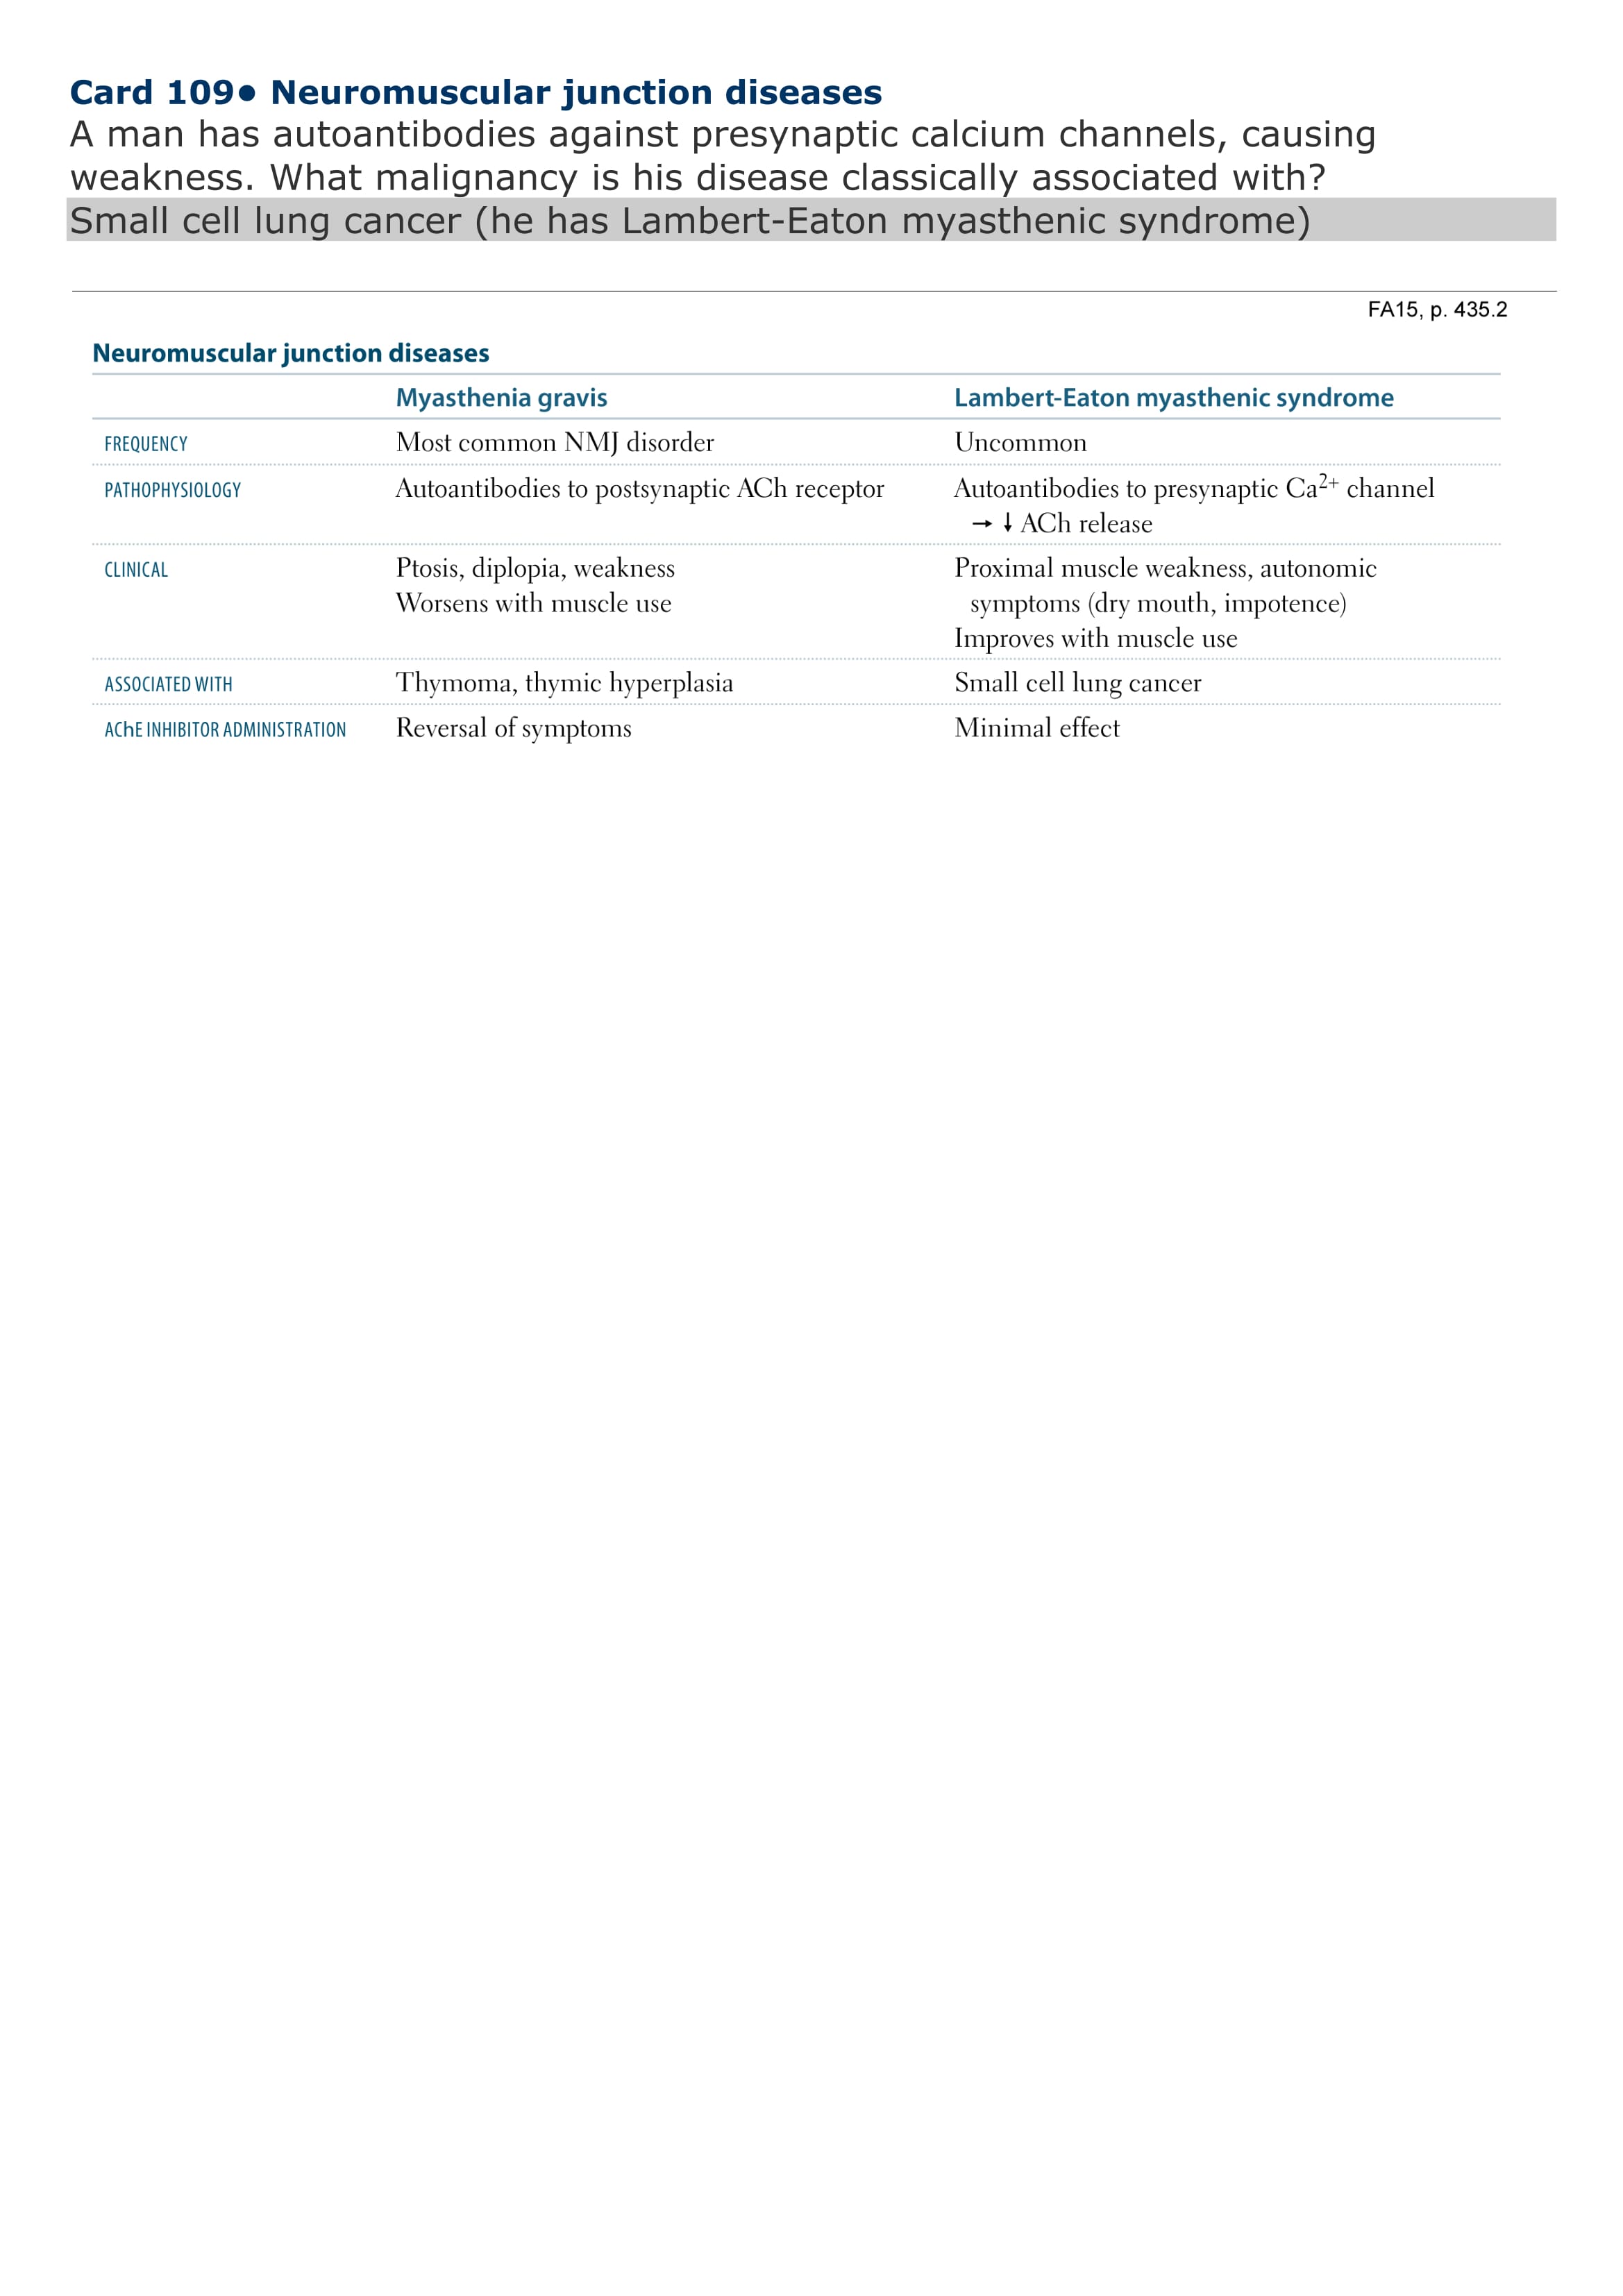 Card 109• Neuromuscular junction diseases
A man has autoantibodies against presynaptic calcium channels, causing
weakness. What malignancy is his disease classically associated with?
Small cell lung cancer (he has Lambert-Eaton myasthenic syndrome)
FA15, p. 435.2
Neuromuscular junction diseases
Myasthenia gravis Lambert-Eaton myasthenic syndrome
FREQUENCY Most common NMJ disorder Uncommon
PATHOPHYSIOLOGY Autoantibodies to postsynaptic ACh receptor Autoantibodies to presynaptic Ca²⁺ channel
→ ↓ ACh release
CLINICAL Ptosis, diplopia, weakness Proximal muscle weakness, autonomic
Worsens with muscle use symptoms (dry mouth, impotence)
Improves with muscle use
ASSOCIATED WITH Thymoma, thymic hyperplasia Small cell lung cancer
AChE INHIBITOR ADMINISTRATION Reversal of symptoms Minimal effect